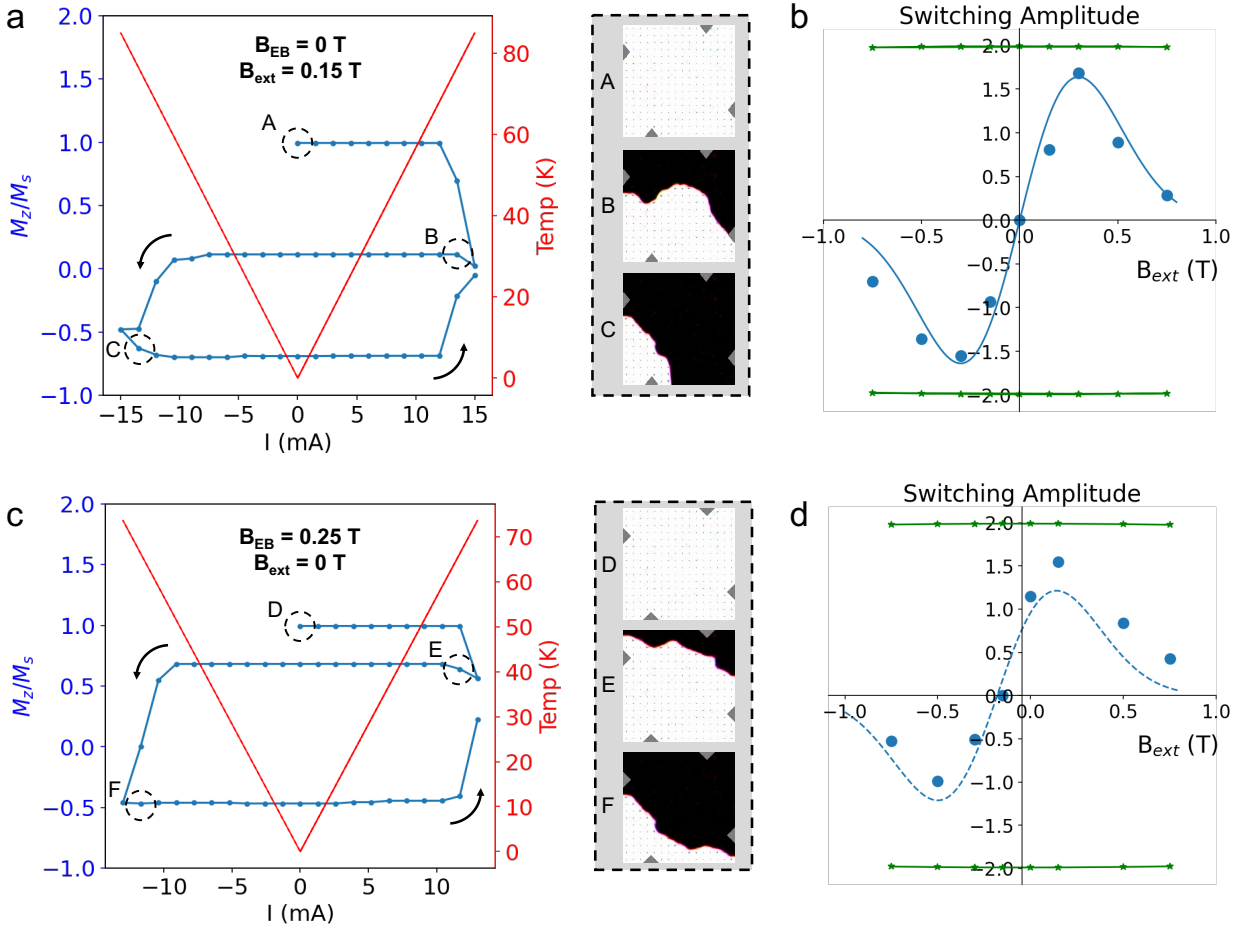 a
B_EB = 0 T
B_ext = 0.15 T
A
B
C
M_z/M_s
2.0
1.5
1.0
0.5
0.0
−0.5
−1.0
−15
−10
−5
0
5
10
15
I (mA)
80
60
40
20
0
Temp (K)
A
B
C
b
Switching Amplitude
2.0
1.5
1.0
0.5
0.0
−0.5
−1.0
−1.5
−2.0
−1.0
−0.5
0.0
0.5
1.0
B_ext (T)
c
B_EB = 0.25 T
B_ext = 0 T
D
E
F
M_z/M_s
2.0
1.5
1.0
0.5
0.0
−0.5
−1.0
−10
−5
0
5
10
I (mA)
70
60
50
40
30
20
10
0
Temp (K)
D
E
F
d
Switching Amplitude
2.0
1.5
1.0
0.5
0.0
−0.5
−1.0
−1.5
−2.0
−1.0
−0.5
0.0
0.5
1.0
B_ext (T)